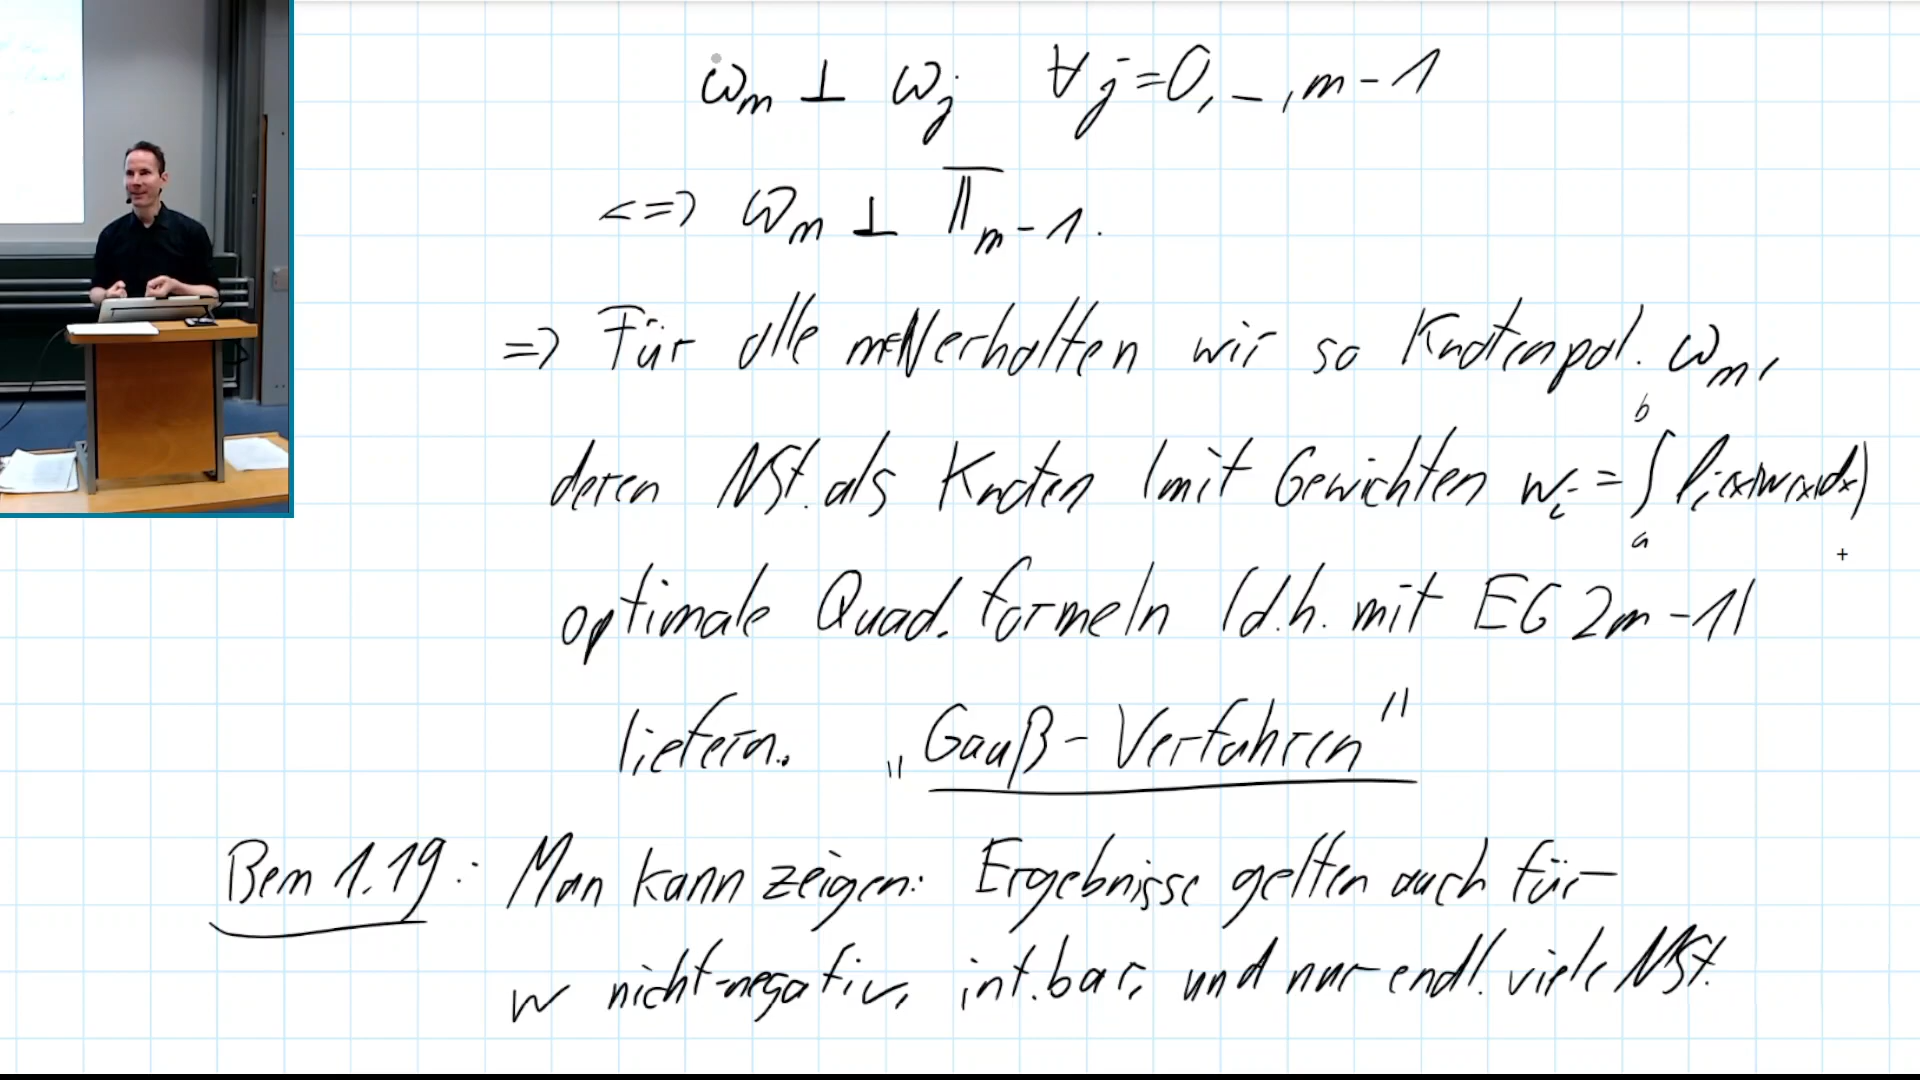 ω_m ⊥ ω_j ∀ j=0, _ , m-1
<=> ω_m ⊥ Π_m-1.
=> Für alle m∈N erhalten wir so Knotenpol. ω_m,
deren NSt. als Knoten (mit Gewichten w_i = ∫_a^b l_i(x)w(x)dx)
optimale Quad.formeln (d.h. mit EG 2m-1)
liefern. „Gauß-Verfahren"
Bem 1.19: Man kann zeigen: Ergebnisse gelten auch für
w nicht-negativ, int.bar, und nur endl. viele NSt.